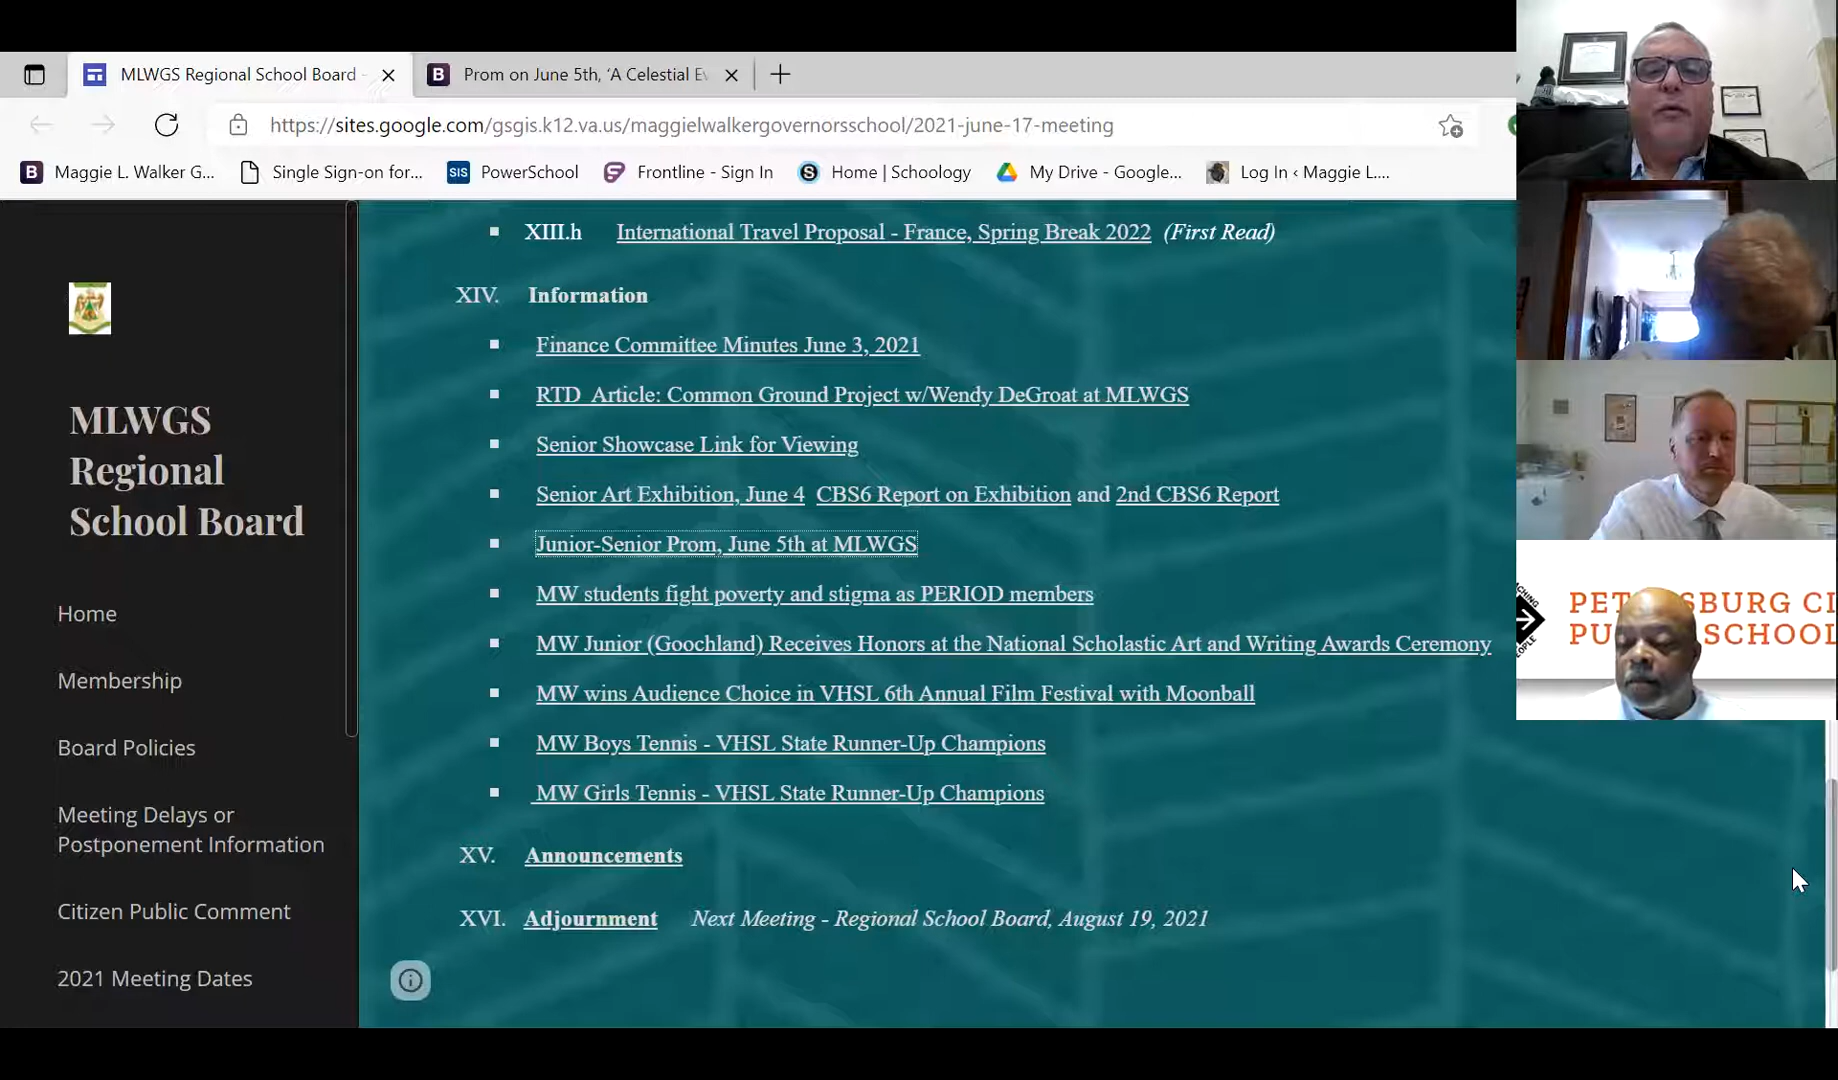 MLWGS Regional School Board -
Prom on June 5th, 'A Celestial Ev
https://sites.google.com/gsgis.k12.va.us/maggielwalkergovernorsschool/2021-june-17-meeting
Maggie L. Walker G...
Single Sign-on for...
SIS PowerSchool
Frontline - Sign In
Home | Schoology
My Drive - Google...
Log In ‹ Maggie L....
MLWGS
Regional
School Board
Home
Membership
Board Policies
Meeting Delays or
Postponement Information
Citizen Public Comment
2021 Meeting Dates
XIII.h International Travel Proposal - France, Spring Break 2022 (First Read)
XIV. Information
Finance Committee Minutes June 3, 2021
RTD Article: Common Ground Project w/Wendy DeGroat at MLWGS
Senior Showcase Link for Viewing
Senior Art Exhibition, June 4 CBS6 Report on Exhibition and 2nd CBS6 Report
Junior-Senior Prom, June 5th at MLWGS
MW students fight poverty and stigma as PERIOD members
MW Junior (Goochland) Receives Honors at the National Scholastic Art and Writing Awards Ceremony
MW wins Audience Choice in VHSL 6th Annual Film Festival with Moonball
MW Boys Tennis - VHSL State Runner-Up Champions
MW Girls Tennis - VHSL State Runner-Up Champions
XV. Announcements
XVI. Adjournment Next Meeting - Regional School Board, August 19, 2021